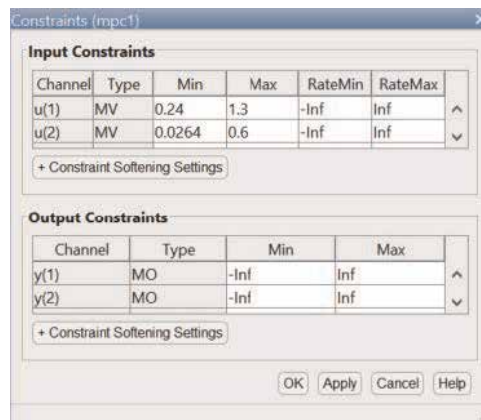 Constraints (mpc1)
Input Constraints
Channel Type Min Max RateMin RateMax
u(1) MV 0.24 1.3 -Inf Inf
u(2) MV 0.0264 0.6 -Inf Inf
+ Constraint Softening Settings
Output Constraints
Channel Type Min Max
y(1) MO -Inf Inf
y(2) MO -Inf Inf
+ Constraint Softening Settings
OK Apply Cancel Help